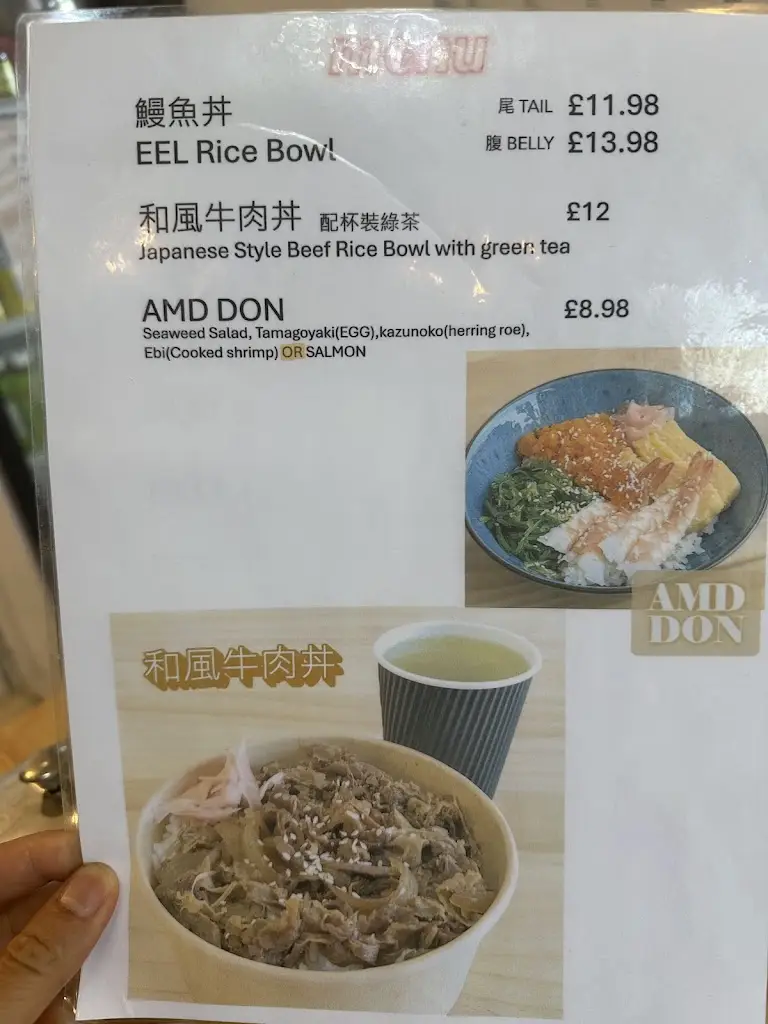 menu
鰻魚丼 尾 TAIL £11.98
EEL Rice Bowl 腹 BELLY £13.98
和風牛肉丼 配杯裝綠茶 £12
Japanese Style Beef Rice Bowl with green tea
AMD DON £8.98
Seaweed Salad, Tamagoyaki(EGG),kazunoko(herring roe),
Ebi(Cooked shrimp) OR SALMON
AMD
DON
和風牛肉丼